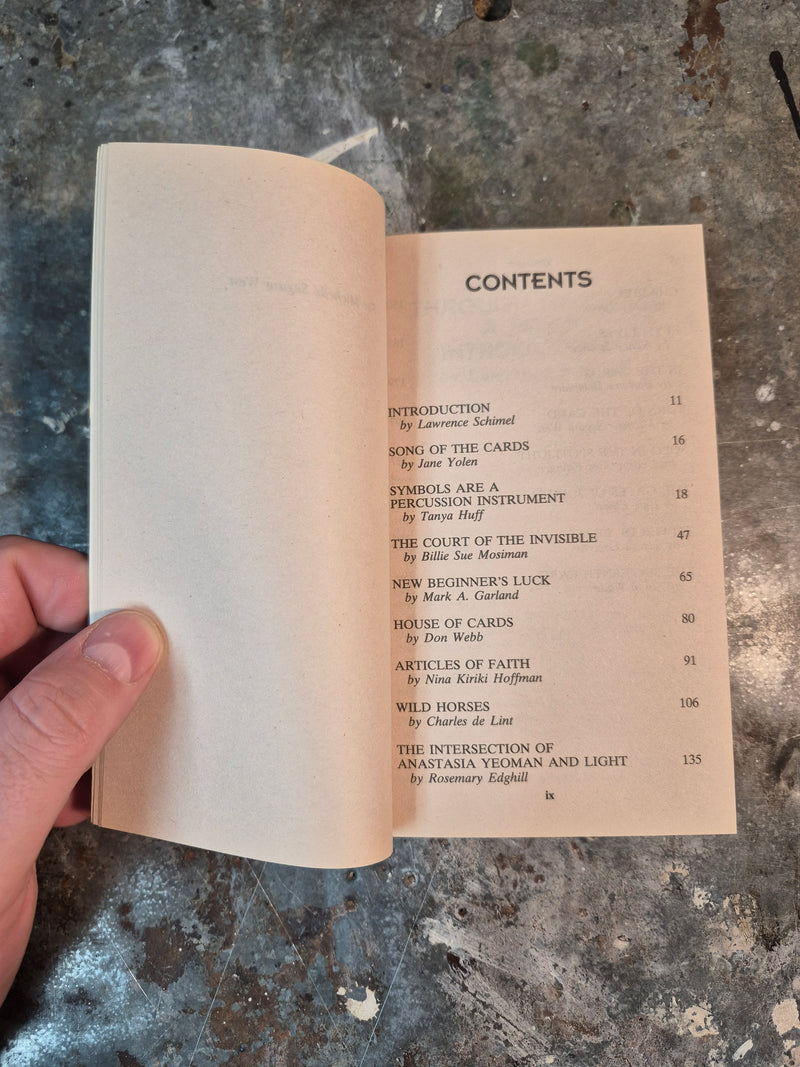 CONTENTS
INTRODUCTION 11
by Lawrence Schimel
SONG OF THE CARDS 16
by Jane Yolen
SYMBOLS ARE A
PERCUSSION INSTRUMENT 18
by Tanya Huff
THE COURT OF THE INVISIBLE 47
by Billie Sue Mosiman
NEW BEGINNER'S LUCK 65
by Mark A. Garland
HOUSE OF CARDS 80
by Don Webb
ARTICLES OF FAITH 91
by Nina Kiriki Hoffman
WILD HORSES 106
by Charles de Lint
THE INTERSECTION OF
ANASTASIA YEOMAN AND LIGHT 135
by Rosemary Edghill
ix